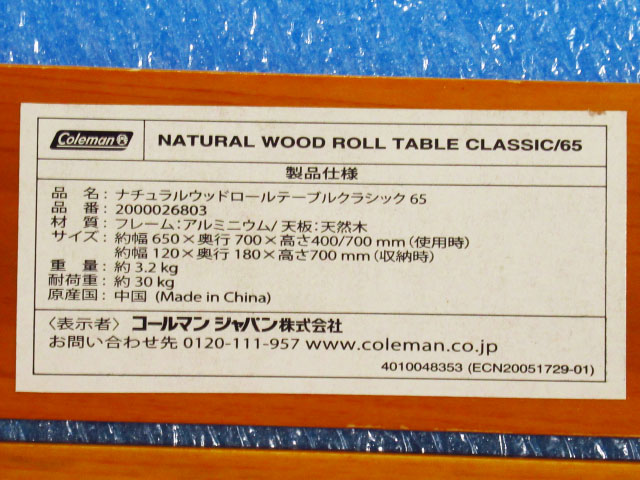 Coleman NATURAL WOOD ROLL TABLE CLASSIC/65
製品仕様
品 名：ナチュラルウッドロールテーブルクラシック 65
品 番：2000026803
材 質：フレーム：アルミニウム/ 天板：天然木
サイズ：約幅 650×奥行 700×高さ400/700 mm（使用時）
約幅 120×奥行 180×高さ700 mm（収納時）
重 量：約 3.2 kg
耐荷重：約 30 kg
原産国：中国 (Made in China)
〈表示者〉コールマン ジャパン株式会社
お問い合わせ先 0120-111-957 www.coleman.co.jp
4010048353 (ECN20051729-01)